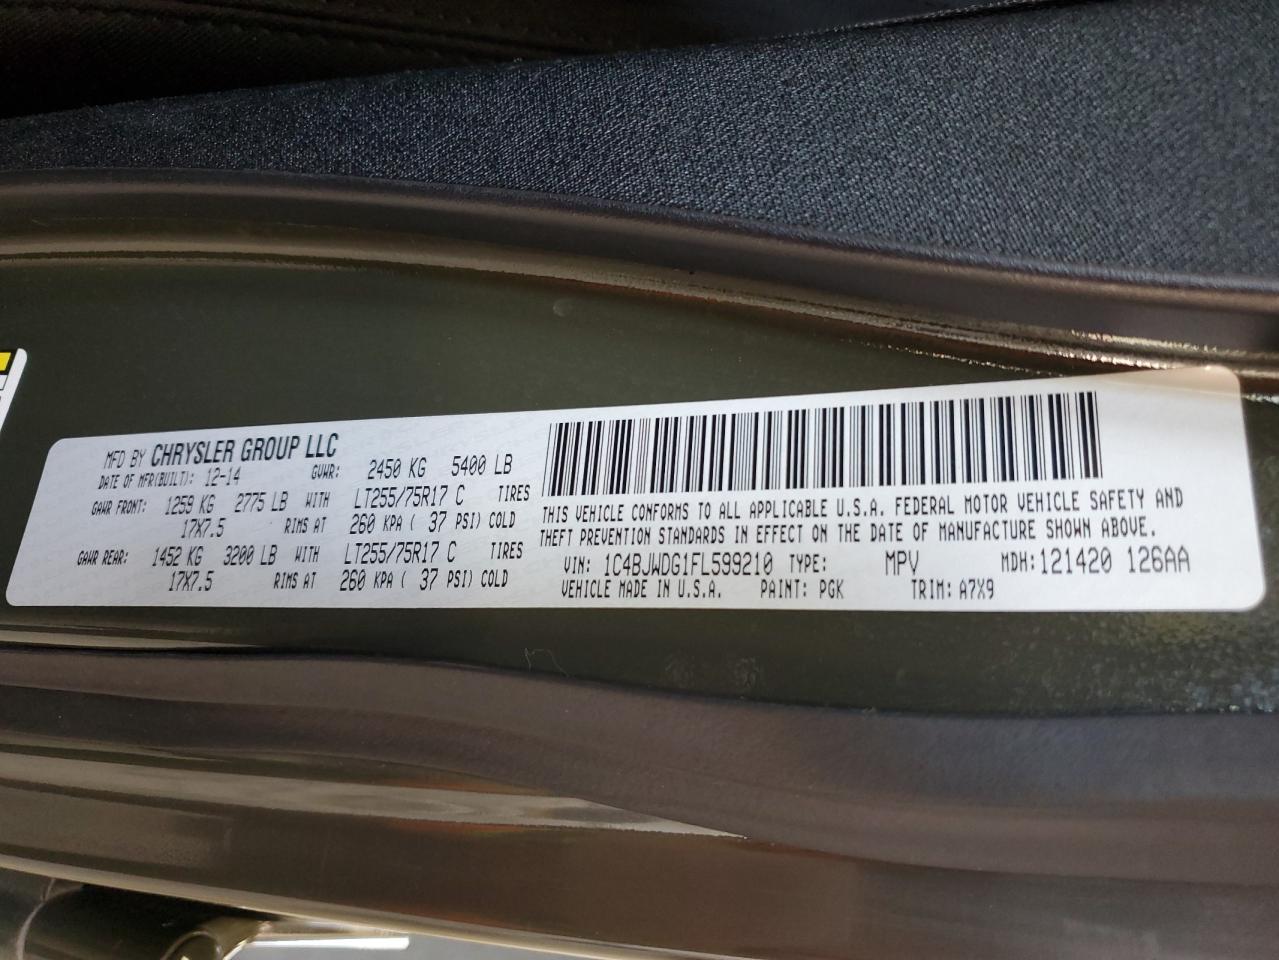 MFD BY CHRYSLER GROUP LLC
DATE OF MFR(BUILT): 12-14 GVWR: 2450 KG 5400 LB
GAWR FRONT: 1259 KG 2775 LB WITH LT255/75R17 C TIRES
17X7.5 RIMS AT 260 KPA ( 37 PSI) COLD
GAWR REAR: 1452 KG 3200 LB WITH LT255/75R17 C TIRES
17X7.5 RIMS AT 260 KPA ( 37 PSI) COLD
THIS VEHICLE CONFORMS TO ALL APPLICABLE U.S.A. FEDERAL MOTOR VEHICLE SAFETY AND
THEFT PREVENTION STANDARDS IN EFFECT ON THE DATE OF MANUFACTURE SHOWN ABOVE.
VIN: 1C4BJWDG1FL599210 TYPE: MPV MDH: 121420 126AA
VEHICLE MADE IN U.S.A. PAINT: PGK TRIM: A7X9